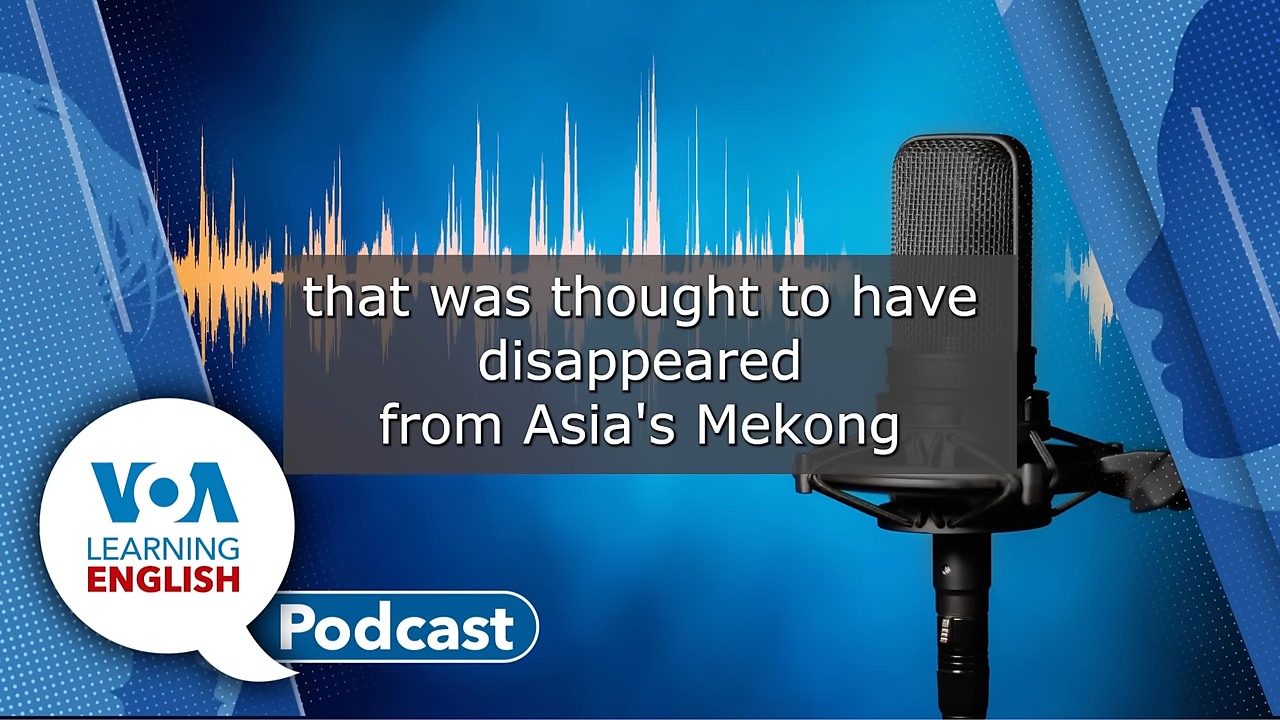 that was thought to have
disappeared
from Asia's Mekong
VOA
LEARNING
ENGLISH
Podcast